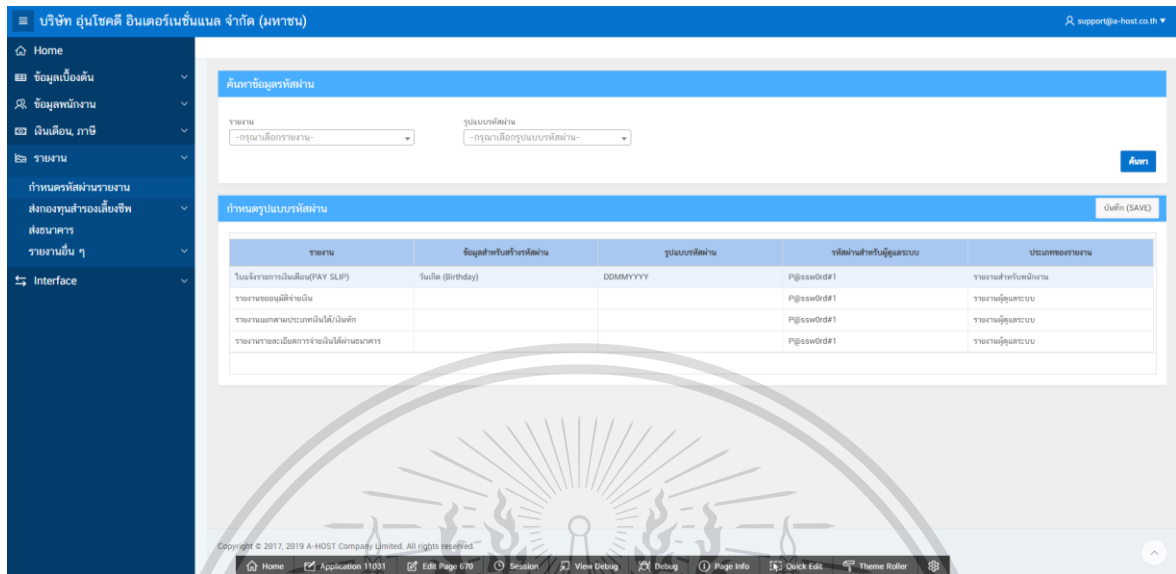 บริษัท อุ่นโชคดี อินเตอร์เนชั่นแนล จำกัด (มหาชน)
support@a-host.co.th
Home
ข้อมูลเบื้องต้น
ข้อมูลพนักงาน
เงินเดือน, ภาษี
รายงาน
กำหนดรหัสผ่านรายงาน
ส่งกองทุนสำรองเลี้ยงชีพ
ส่งธนาคาร
รายงานอื่น ๆ
Interface
ค้นหาข้อมูลรหัสผ่าน
รายงาน รูปแบบรหัสผ่าน
-กรุณาเลือกรายงาน- -กรุณาเลือกรูปแบบรหัสผ่าน-
ค้นหา
กำหนดรูปแบบรหัสผ่าน บันทึก (SAVE)
รายงาน ข้อมูลสำหรับสร้างรหัสผ่าน รูปแบบรหัสผ่าน รหัสผ่านสำหรับผู้ดูแลระบบ ประเภทของรายงาน
ใบแจ้งรายการเงินเดือน(PAY SLIP) วันเกิด (Birthday) DDMMYYYY P@ssw0rd#1 รายงานสำหรับพนักงาน
รายงานขออนุมัติจ่ายเงิน P@ssw0rd#1 รายงานผู้ดูแลระบบ
รายงานแยกตามประเภทเงินได้/เงินหัก P@ssw0rd#1 รายงานผู้ดูแลระบบ
รายงานรายละเอียดการจ่ายเงินได้ผ่านธนาคาร P@ssw0rd#1 รายงานผู้ดูแลระบบ
Copyright © 2017, 2019 A-HOST Company Limited. All rights reserved.
Home Application 11031 Edit Page 670 Session View Debug Debug Page Info Quick Edit Theme Roller